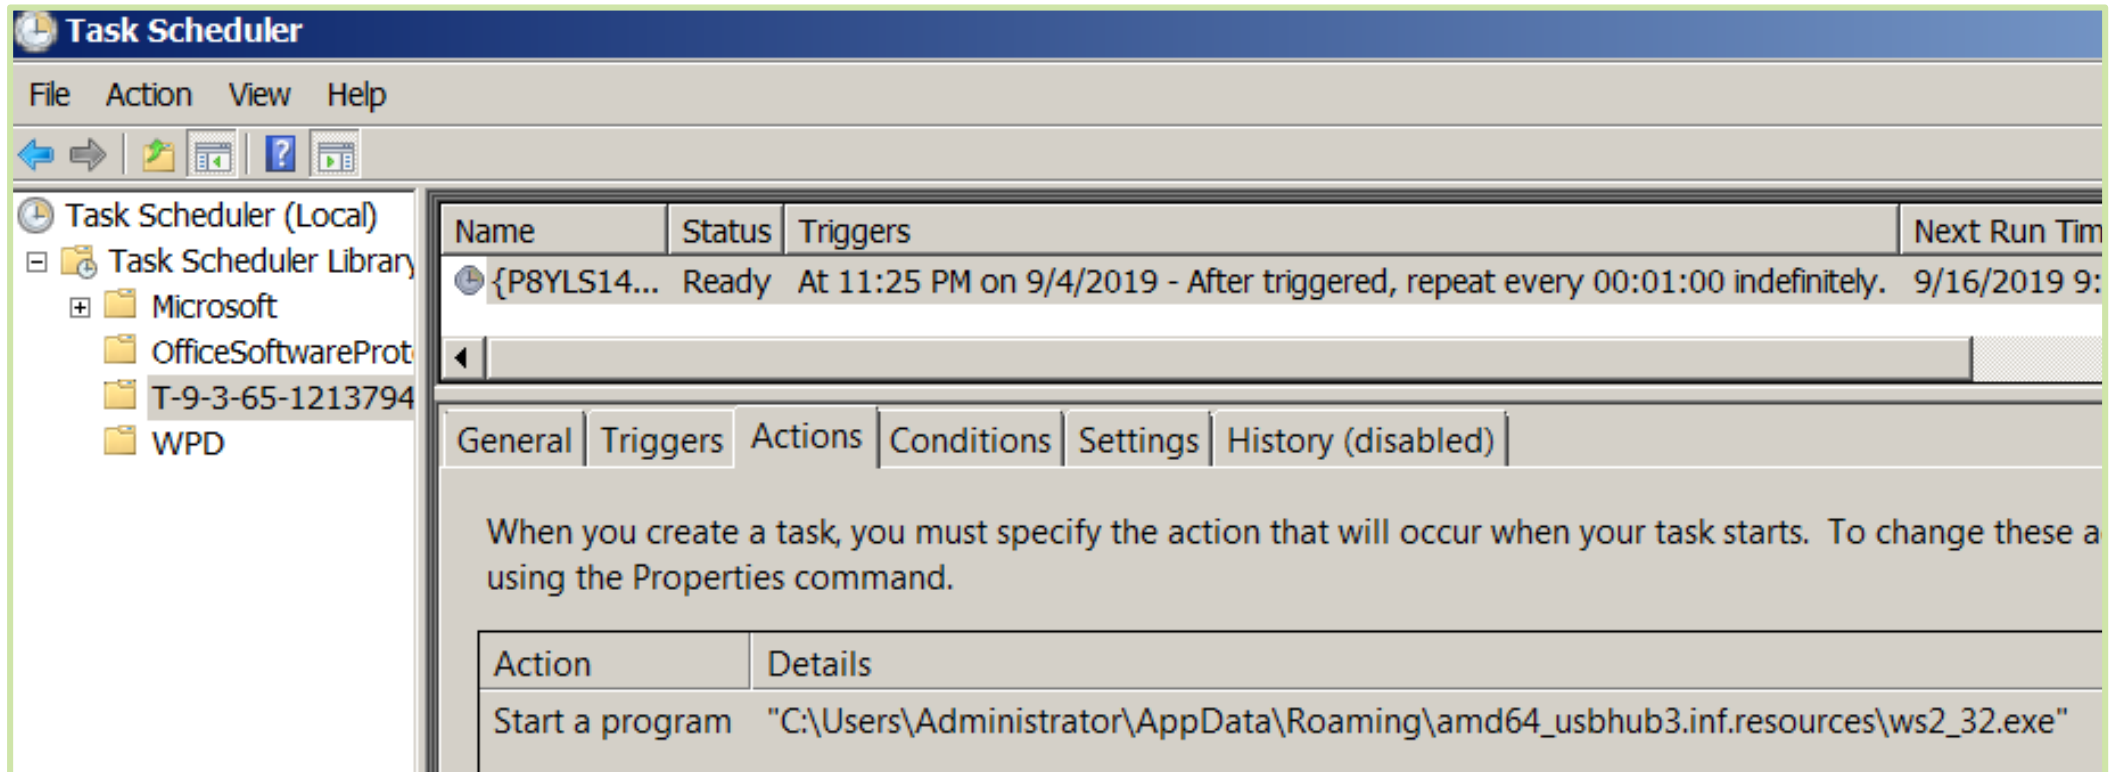 Task Scheduler
File Action View Help
Task Scheduler (Local)
Task Scheduler Library
Microsoft
OfficeSoftwareProt
T-9-3-65-1213794
WPD
Name Status Triggers Next Run Tim
{P8YLS14... Ready At 11:25 PM on 9/4/2019 - After triggered, repeat every 00:01:00 indefinitely. 9/16/2019 9:
General Triggers Actions Conditions Settings History (disabled)
When you create a task, you must specify the action that will occur when your task starts. To change these a
using the Properties command.
Action Details
Start a program "C:\Users\Administrator\AppData\Roaming\amd64_usbhub3.inf.resources\ws2_32.exe"